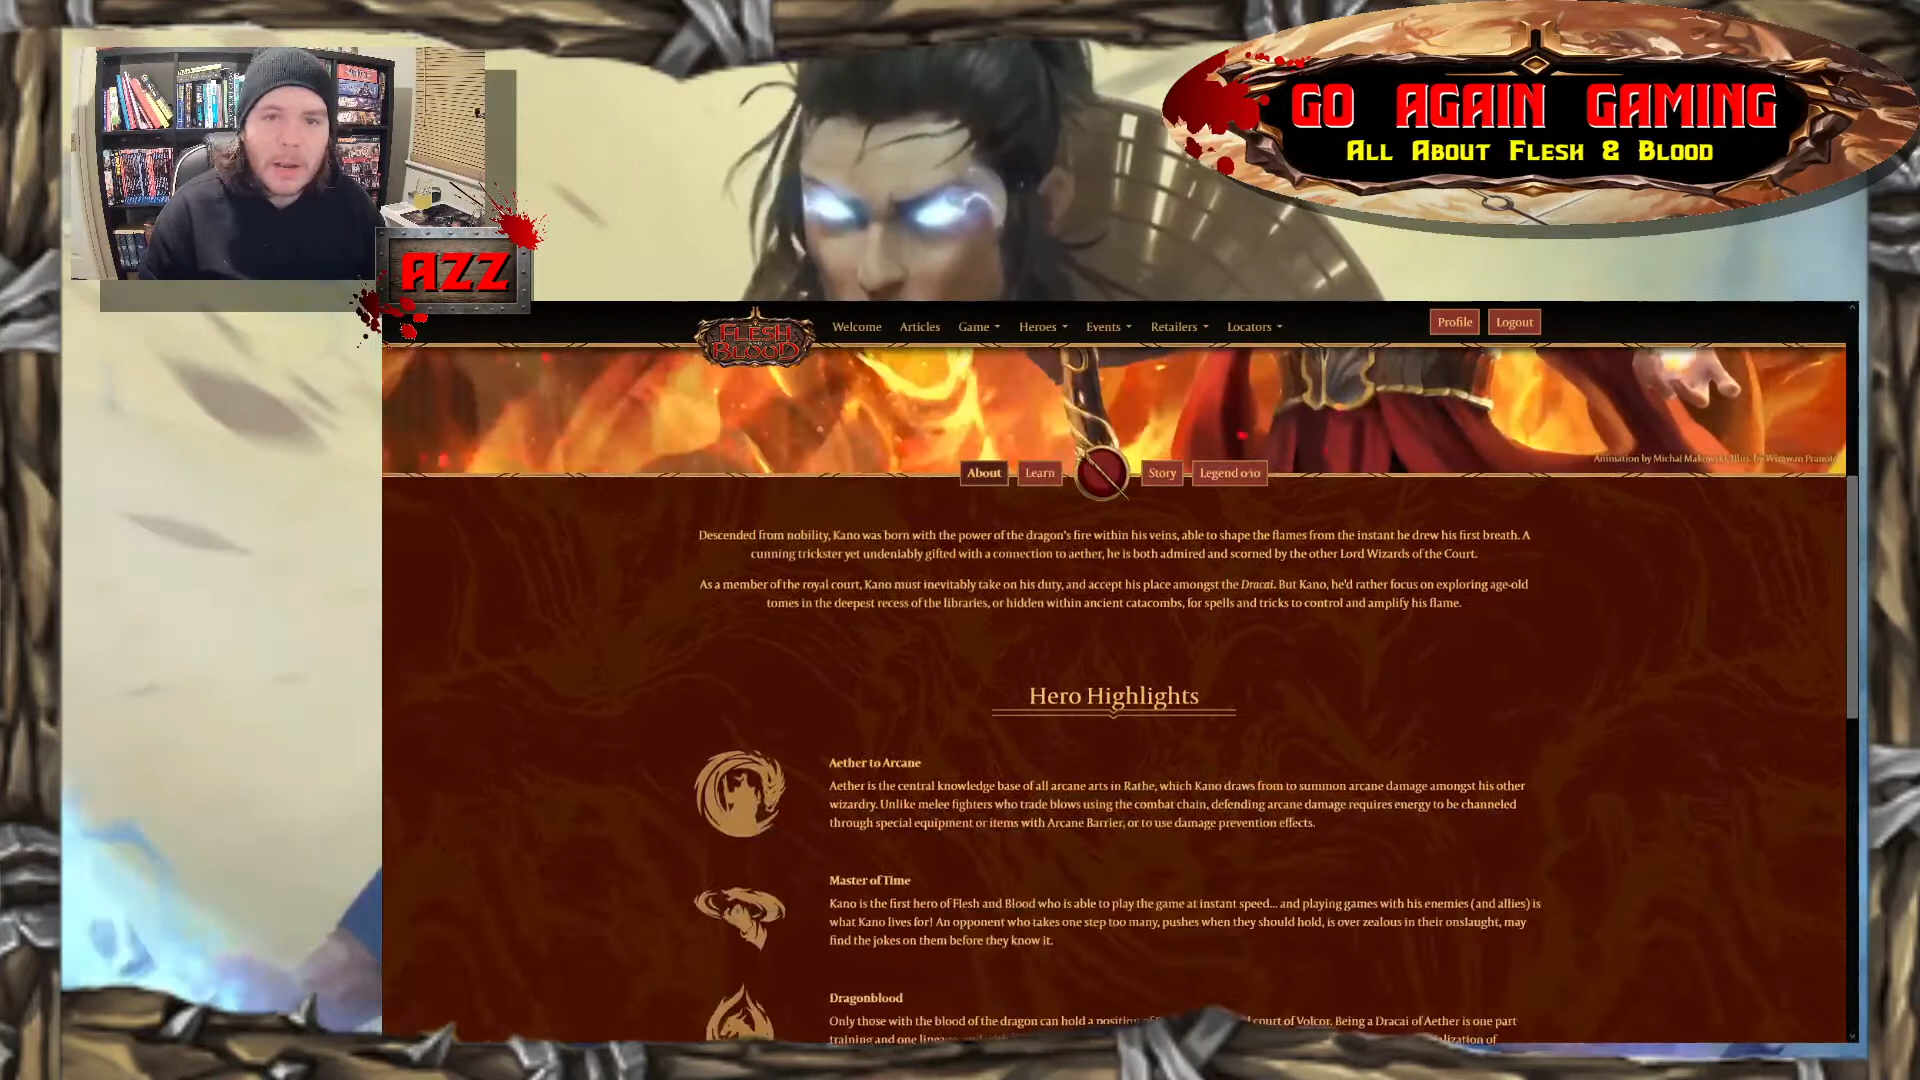 GO AGAIN GAMING
All About Flesh & Blood
AZZ
FLESH
AND
BLOOD
Welcome
Articles
Game
Heroes
Events
Retailers
Locators
Profile
Logout
Animation by Michal Makowski, Illus. by Wirawan Pranoto
About
Learn
Story
Legend 010
Descended from nobility, Kano was born with the power of the dragon's fire within his veins, able to shape the flames from the instant he drew his first breath. A
cunning trickster yet undeniably gifted with a connection to aether, he is both admired and scorned by the other Lord Wizards of the Court.
As a member of the royal court, Kano must inevitably take on his duty, and accept his place amongst the Dracai. But Kano, he'd rather focus on exploring age-old
tomes in the deepest recess of the libraries, or hidden within ancient catacombs, for spells and tricks to control and amplify his flame.
Hero Highlights
Aether to Arcane
Aether is the central knowledge base of all arcane arts in Rathe, which Kano draws from to summon arcane damage amongst his other
wizardry. Unlike melee fighters who trade blows using the combat chain, defending arcane damage requires energy to be channeled
through special equipment or items with Arcane Barrier, or to use damage prevention effects.
Master of Time
Kano is the first hero of Flesh and Blood who is able to play the game at instant speed... and playing games with his enemies (and allies) is
what Kano lives for! An opponent who takes one step too many, pushes when they should hold, is over zealous in their onslaught, may
find the jokes on them before they know it.
Dragonblood
Only those with the blood of the dragon can hold a position court of Volcor. Being a Dracai of Aether is one part
training and one